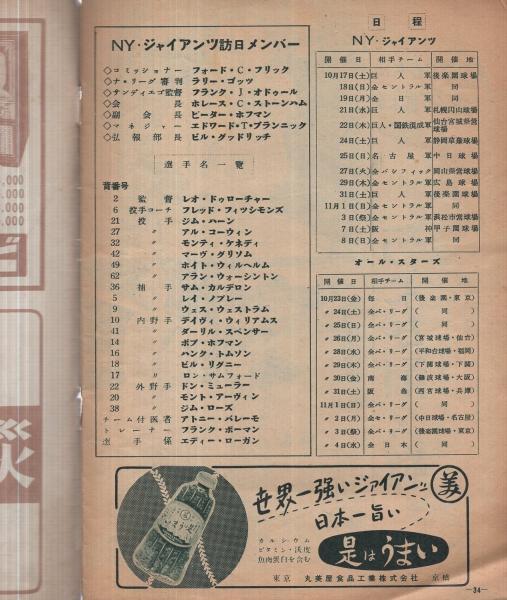 NY・ジャイアンツ訪日メンバー
◇コミッショナー フォード・C・フリック
◇ナ・リーグ審判 ラリー・ゴッツ
◇サンディエゴ監督 フランク・J・オドゥール
◇会長 ホレース・C・ストーンハム
◇副会長 ピーター・ホフマン
◇マネジャー エドワード・T・ブランニック
◇弘報部長 ビル・グッドリッチ
選手名一覧
背番号
2 監督 レオ・ドゥローチャー
6 投手コーチ フレッド・フィツシモンズ
21 投手 ジム・ハーン
27 〃 アル・コーウィン
32 〃 モンティ・ケネディ
42 〃 マーヴ・グリソム
49 〃 ホイト・ウィルヘルム
62 〃 アラン・ウォーシントン
36 捕手 サム・カルデロン
5 〃 レイ・ノブレー
9 〃 ウェス・ウェストラム
10 内野手 デイヴィ・ウィリアムス
41 〃 ダーリル・スペンサー
14 〃 ボブ・ホフマン
16 〃 ハンク・トムソン
18 〃 ビル・リグニー
17 〃 ロン・サムフォード
22 外野手 ドン・ミューラー
20 〃 モント・アーヴィン
38 〃 ジム・ローズ
チーム付医者 アトニー・パレーモ
トレーナー フランク・ボーマン
選手係 エディー・ローガン
日程
NY・ジャイアンツ
開催日 相手チーム 開催地
10月17日(土) 巨人軍 後楽園球場
18日(日) 全セントラル軍 同
19日(月) 全日軍 同
21日(水) 巨人軍 札幌円山球場
22日(木) 巨人・国鉄混成軍 仙台宮城県営球場
24日(土) 巨人軍 静岡草薙球場
25日(日) 名古屋軍 中日球場
27日(火) 全パシフィック 岡山県営球場
29日(木) 全セントラル軍 広島球場
31日(土) 巨人軍 後楽園球場
11月1日(日) 全セントラル軍 同
3日(祭) 全セントラル軍 浜松市営球場
7日(土) 阪神 甲子園球場
8日(日) 全セントラル軍 同
オール・スターズ
開催日 相手チーム 開催地
10月23日(金) 毎日 (後楽園・東京)
〃24日(土) 全パ・リーグ (同)
〃25日(日) 全パ・リーグ (同)
〃26日(月) 全パ・リーグ (宮城球場・仙台)
〃28日(水) 全パ・リーグ (平和台球場・福岡)
〃29日(木) 全パ・リーグ (下関球場・下関)
〃30日(金) 南海 (難波球場・大阪)
〃31日(土) 阪急 (西宮球場・兵庫)
11月1日(日) 全パ・リーグ (同)
〃2日(月) 全セ・リーグ (中日球場・名古屋)
〃3日(祭) 全パ・リーグ (後楽園球場・東京)
〃4日(水) 全日本 (同)
世界一強いジァイアンツ
日本一旨い
美
是はうまい
カルシウム
ビタミン・沃度
魚肉蛋白を含む
東京 丸美屋食品工業株式会社 京橋
—34—
.000
.000
.000
災